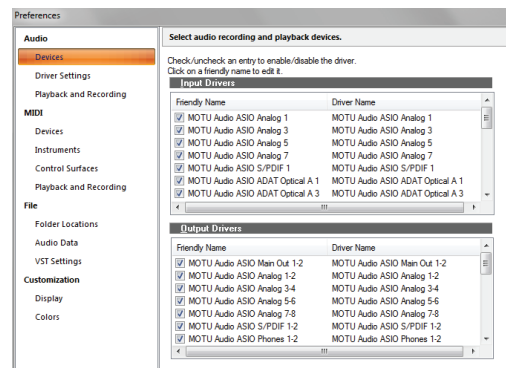 Preferences
Audio
Devices
Driver Settings
Playback and Recording
MIDI
Devices
Instruments
Control Surfaces
Playback and Recording
File
Folder Locations
Audio Data
VST Settings
Customization
Display
Colors
Select audio recording and playback devices.
Check/uncheck an entry to enable/disable the driver.
Click on a friendly name to edit it.
Input Drivers
Friendly Name Driver Name
MOTU Audio ASIO Analog 1 MOTU Audio ASIO Analog 1
MOTU Audio ASIO Analog 3 MOTU Audio ASIO Analog 3
MOTU Audio ASIO Analog 5 MOTU Audio ASIO Analog 5
MOTU Audio ASIO Analog 7 MOTU Audio ASIO Analog 7
MOTU Audio ASIO S/PDIF 1 MOTU Audio ASIO S/PDIF 1
MOTU Audio ASIO ADAT Optical A 1 MOTU Audio ASIO ADAT Optical A 1
MOTU Audio ASIO ADAT Optical A 3 MOTU Audio ASIO ADAT Optical A 3
Output Drivers
Friendly Name Driver Name
MOTU Audio ASIO Main Out 1-2 MOTU Audio ASIO Main Out 1-2
MOTU Audio ASIO Analog 1-2 MOTU Audio ASIO Analog 1-2
MOTU Audio ASIO Analog 3-4 MOTU Audio ASIO Analog 3-4
MOTU Audio ASIO Analog 5-6 MOTU Audio ASIO Analog 5-6
MOTU Audio ASIO Analog 7-8 MOTU Audio ASIO Analog 7-8
MOTU Audio ASIO S/PDIF 1-2 MOTU Audio ASIO S/PDIF 1-2
MOTU Audio ASIO Phones 1-2 MOTU Audio ASIO Phones 1-2